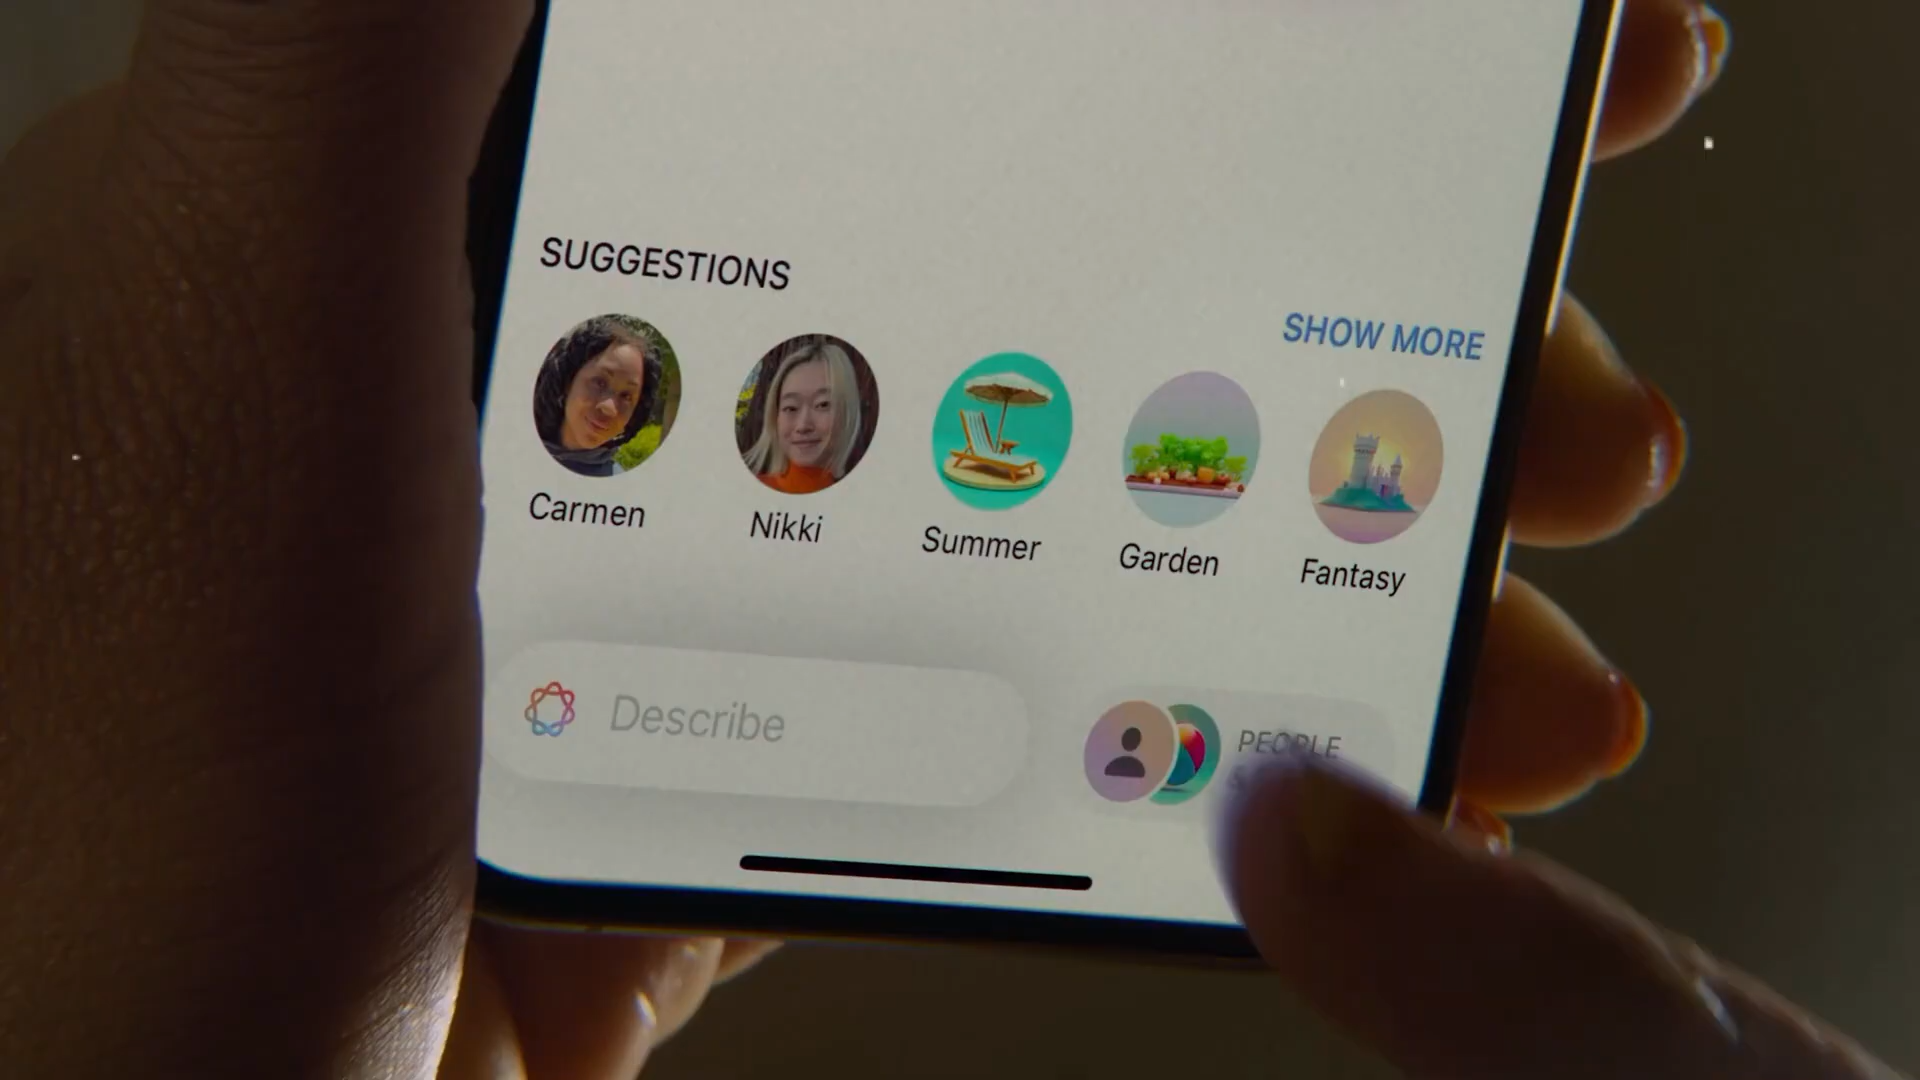 SUGGESTIONS
SHOW MORE
Carmen
Nikki
Summer
Garden
Fantasy
Describe
PEOPLE